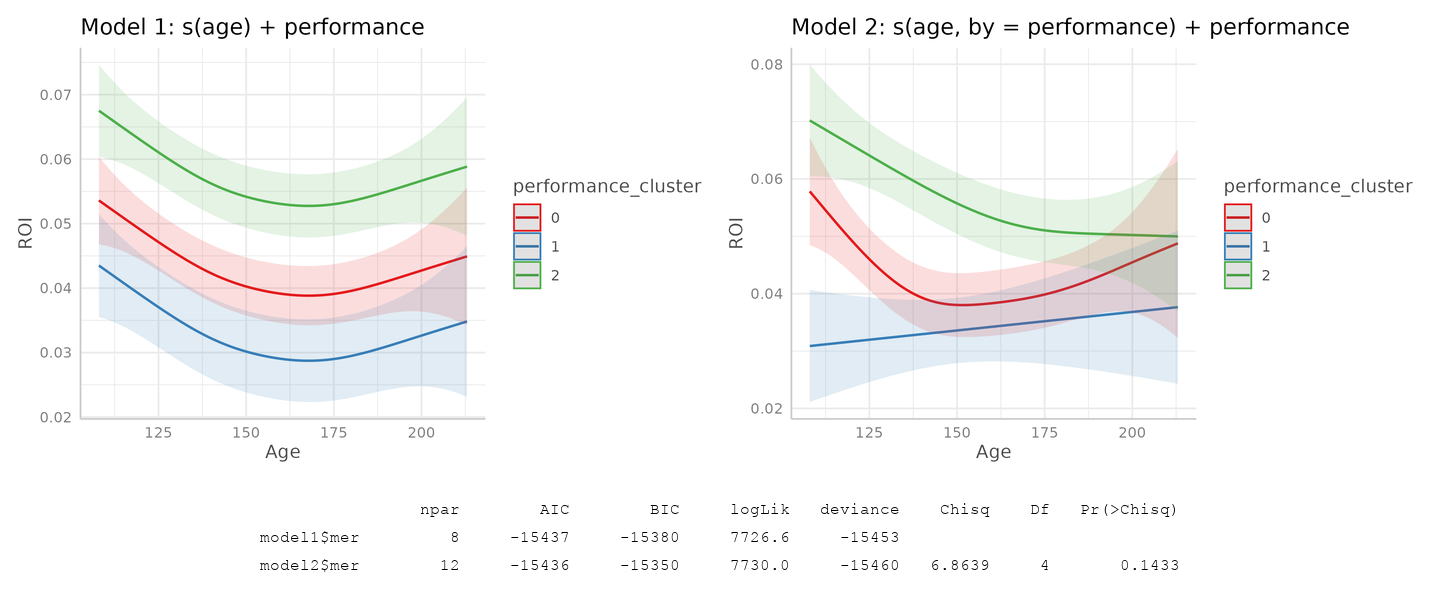 Model 1: s(age) + performance
0.07
0.06
0.05
0.04
0.03
0.02
ROI
125 150 175 200
Age
performance_cluster
0
1
2
Model 2: s(age, by = performance) + performance
0.08
0.06
0.04
0.02
ROI
125 150 175 200
Age
performance_cluster
0
1
2
npar AIC BIC logLik deviance Chisq Df Pr(>Chisq)
model1$mer 8 -15437 -15380 7726.6 -15453
model2$mer 12 -15436 -15350 7730.0 -15460 6.8639 4 0.1433